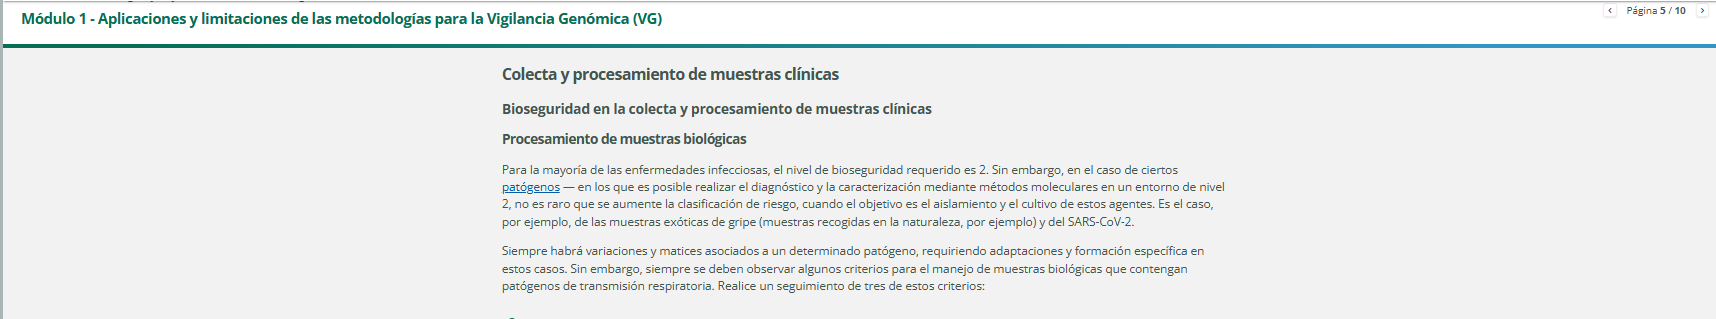 Módulo 1 - Aplicaciones y limitaciones de las metodologías para la Vigilancia Genómica (VG)
‹ Página 5 / 10 ›
Colecta y procesamiento de muestras clínicas
Bioseguridad en la colecta y procesamiento de muestras clínicas
Procesamiento de muestras biológicas
Para la mayoría de las enfermedades infecciosas, el nivel de bioseguridad requerido es 2. Sin embargo, en el caso de ciertos
patógenos — en los que es posible realizar el diagnóstico y la caracterización mediante métodos moleculares en un entorno de nivel
2, no es raro que se aumente la clasificación de riesgo, cuando el objetivo es el aislamiento y el cultivo de estos agentes. Es el caso,
por ejemplo, de las muestras exóticas de gripe (muestras recogidas en la naturaleza, por ejemplo) y del SARS-CoV-2.
Siempre habrá variaciones y matices asociados a un determinado patógeno, requiriendo adaptaciones y formación específica en
estos casos. Sin embargo, siempre se deben observar algunos criterios para el manejo de muestras biológicas que contengan
patógenos de transmisión respiratoria. Realice un seguimiento de tres de estos criterios: